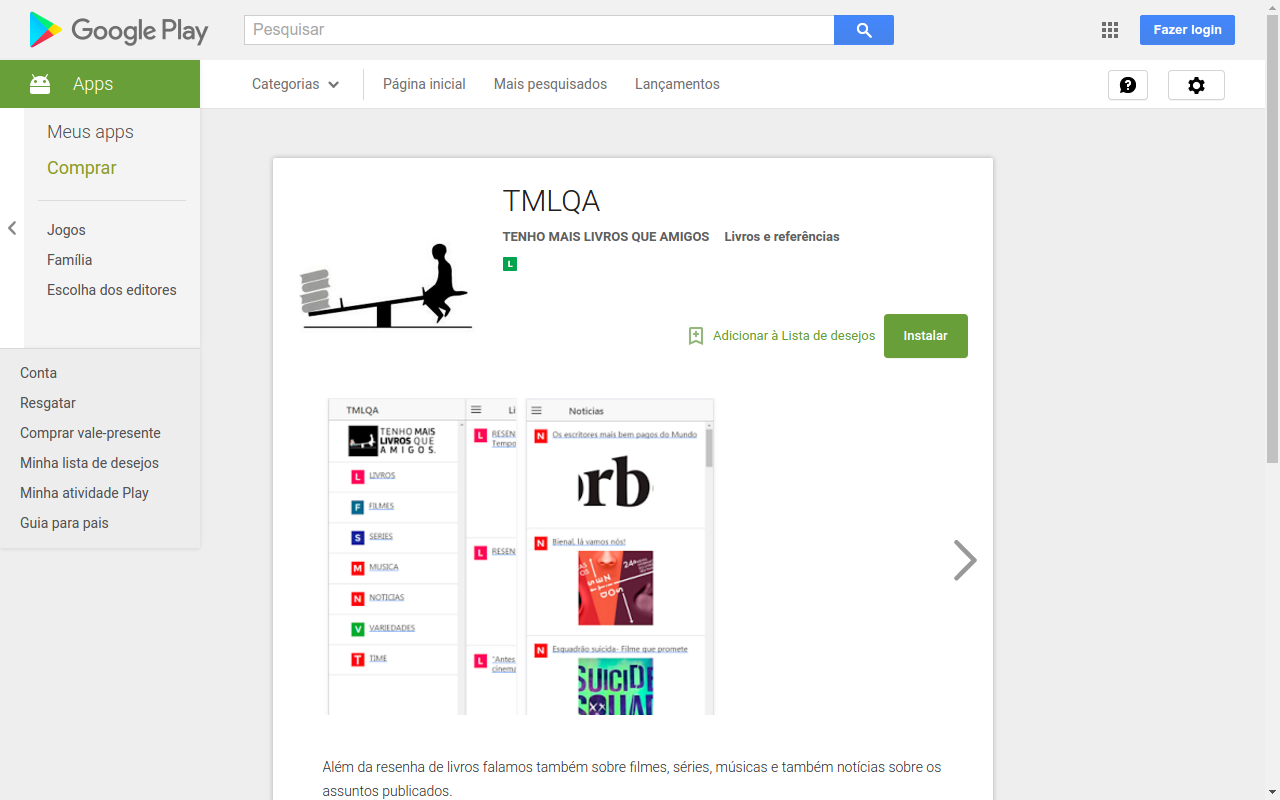 Google Play
Pesquisar
Fazer login
Apps
Categorias
Página inicial
Mais pesquisados
Lançamentos
Meus apps
Comprar
Jogos
Família
Escolha dos editores
Conta
Resgatar
Comprar vale-presente
Minha lista de desejos
Minha atividade Play
Guia para pais
TMLQA
TENHO MAIS LIVROS QUE AMIGOS Livros e referências
L
Adicionar à Lista de desejos
Instalar
TMLQA
TENHO MAIS
LIVROS QUE
AMIGOS.
L LIVROS
F FILMES
S SERIES
M MUSICA
N NOTICIAS
V VARIEDADES
T TIME
Li
L RESEN
Tempo
L RESEN
L "Antes
cinema
Noticias
N Os escritores mais bem pagos do Mundo
orb
N Bienal, lá vamos nós!
24ª
N Esquadrão suicida- Filme que promete
SUICIDE
SQUAD
Além da resenha de livros falamos também sobre filmes, séries, músicas e também notícias sobre os
assuntos publicados.